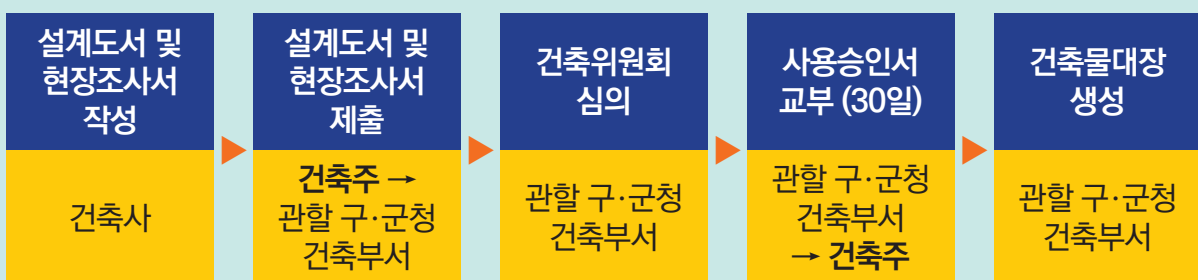 설계도서 및
현장조사서
작성
건축사
설계도서 및
현장조사서
제출
건축주 →
관할 구·군청
건축부서
건축위원회
심의
관할 구·군청
건축부서
사용승인서
교부 (30일)
관할 구·군청
건축부서
→ 건축주
건축물대장
생성
관할 구·군청
건축부서